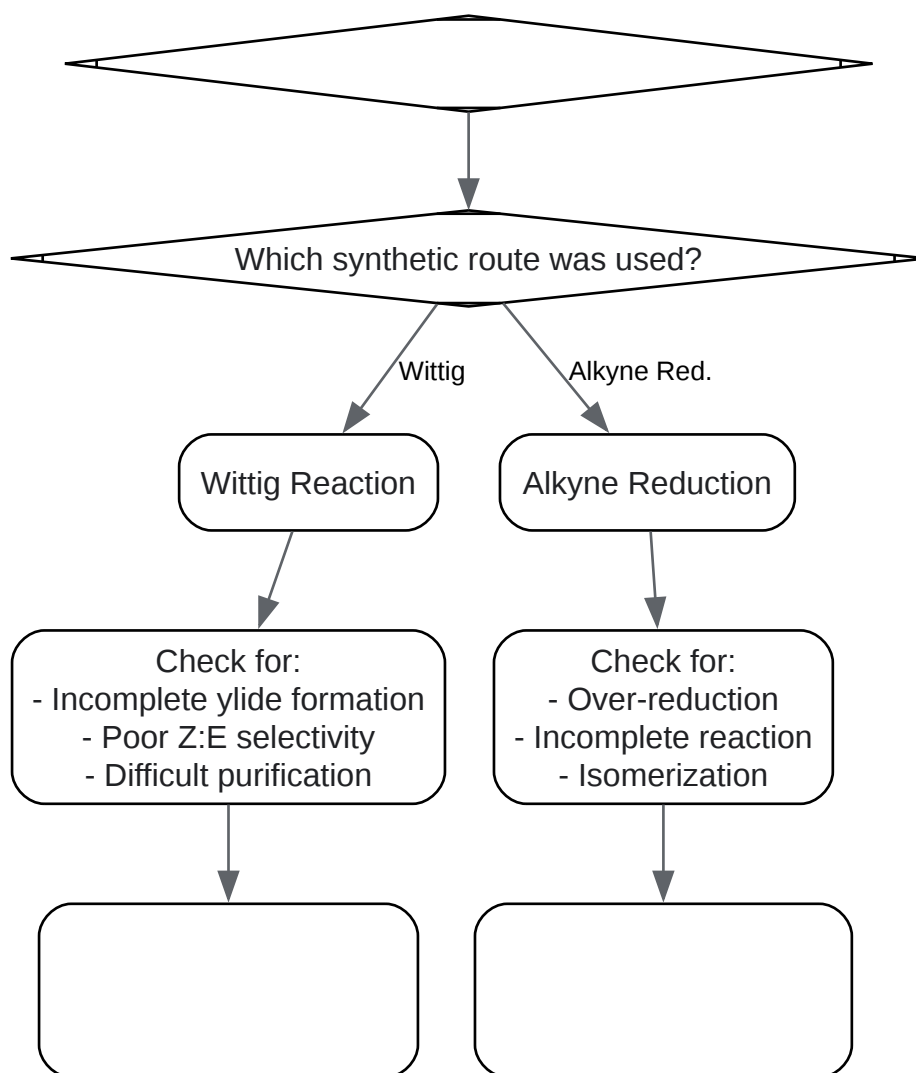 Which synthetic route was used?
Wittig
Alkyne Red.
Wittig Reaction
Alkyne Reduction
Check for:
- Incomplete ylide formation
- Poor Z:E selectivity
- Difficult purification
Check for:
- Over-reduction
- Incomplete reaction
- Isomerization